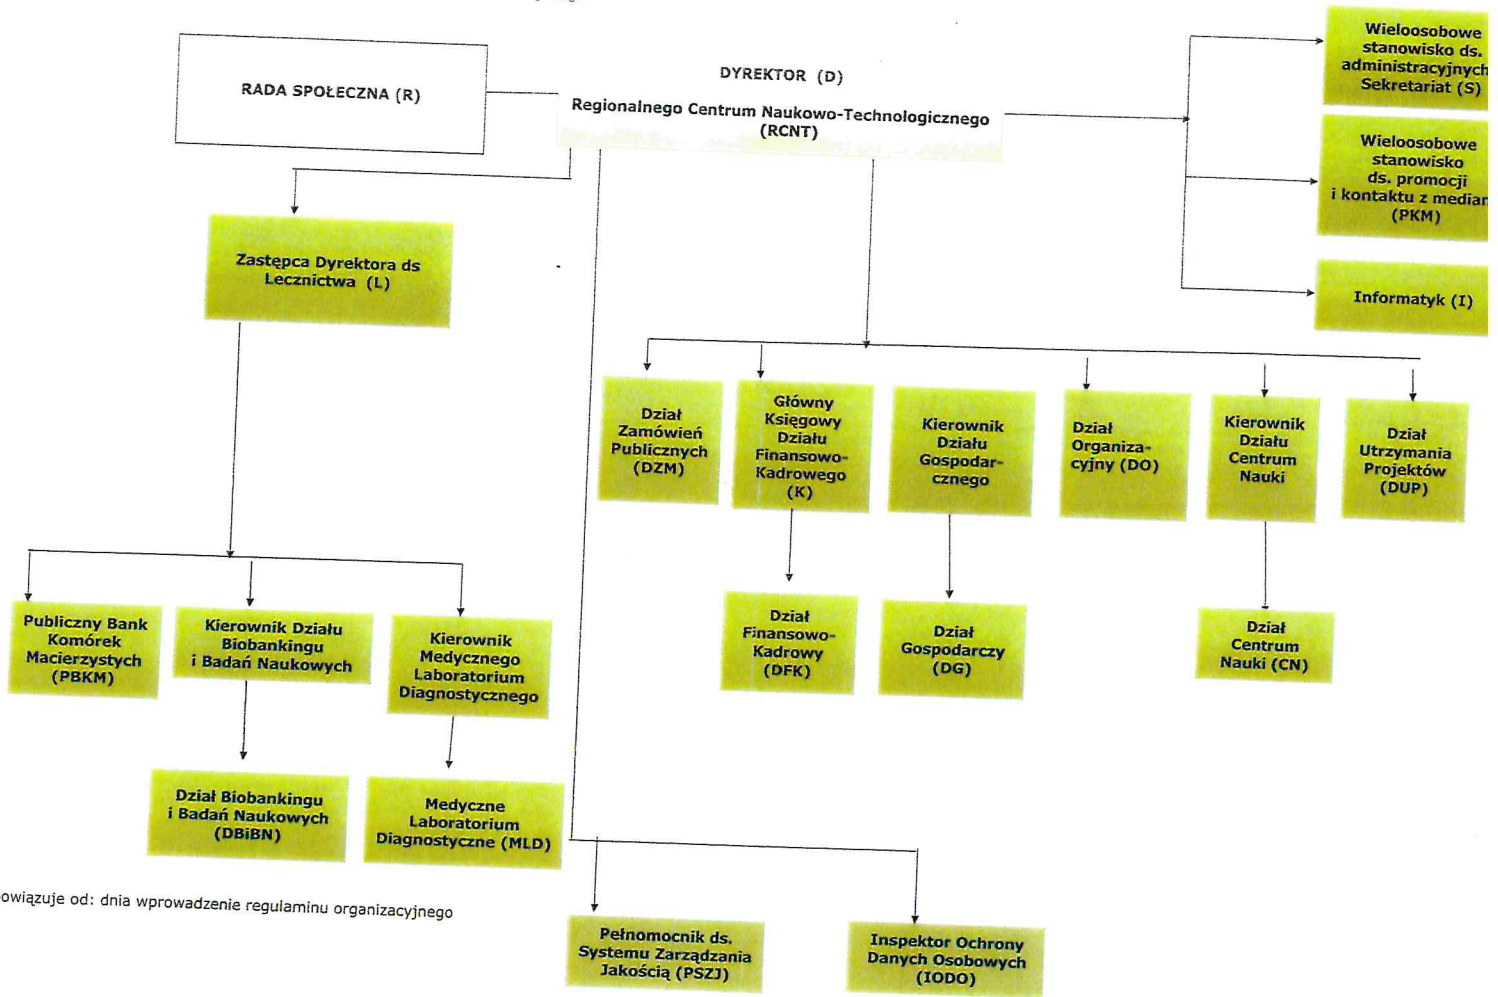 RADA SPOŁECZNA (R)
DYREKTOR (D)
Regionalnego Centrum Naukowo-Technologicznego
(RCNT)
Wieloosobowe
stanowisko ds.
administracyjnych
Sekretariat (S)
Wieloosobowe
stanowisko
ds. promocji
i kontaktu z mediam
(PKM)
Informatyk (I)
Zastępca Dyrektora ds
Lecznictwa (L)
Dział
Zamówień
Publicznych
(DZM)
Główny
Księgowy
Działu
Finansowo-
Kadrowego
(K)
Kierownik
Działu
Gospodar-
cznego
Dział
Organiza-
cyjny (DO)
Kierownik
Działu
Centrum
Nauki
Dział
Utrzymania
Projektów
(DUP)
Publiczny Bank
Komórek
Macierzystych
(PBKM)
Kierownik Działu
Biobankingu
i Badań Naukowych
Kierownik
Medycznego
Laboratorium
Diagnostycznego
Dział
Finansowo-
Kadrowy
(DFK)
Dział
Gospodarczy
(DG)
Dział
Centrum
Nauki (CN)
Dział Biobankingu
i Badań Naukowych
(DBiBN)
Medyczne
Laboratorium
Diagnostyczne (MLD)
owiązuje od: dnia wprowadzenie regulaminu organizacyjnego
Pełnomocnik ds.
Systemu Zarządzania
Jakością (PSZJ)
Inspektor Ochrony
Danych Osobowych
(IODO)